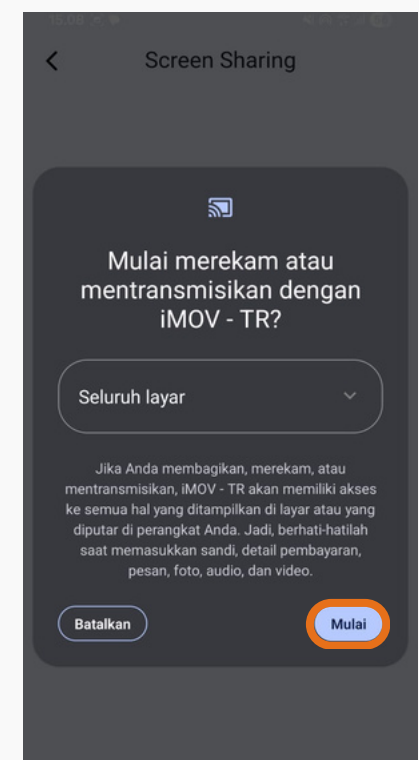 15.08
Screen Sharing
Mulai merekam atau
mentransmisikan dengan
iMOV - TR?
Seluruh layar
Jika Anda membagikan, merekam, atau
mentransmisikan, iMOV - TR akan memiliki akses
ke semua hal yang ditampilkan di layar atau yang
diputar di perangkat Anda. Jadi, berhati-hatilah
saat memasukkan sandi, detail pembayaran,
pesan, foto, audio, dan video.
Batalkan
Mulai